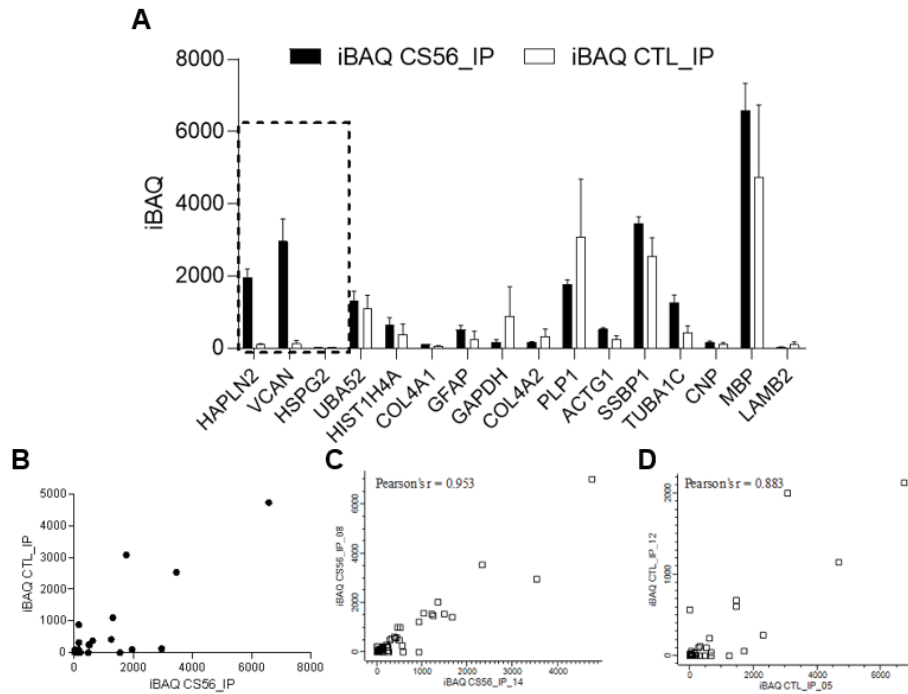 A
iBAQ CS56_IP iBAQ CTL_IP
8000
6000
4000
2000
0
iBAQ
HAPLN2 VCAN HSPG2 UBA52 HIST1H4A COL4A1 GFAP GAPDH COL4A2 PLP1 ACTG1 SSBP1 TUBA1C CNP MBP LAMB2
B
5000
4000
3000
2000
1000
0
iBAQ CTL_IP
0 2000 4000 6000 8000
iBAQ CS56_IP
C
Pearson's r = 0.953
6000
4000
2000
0
iBAQ CS56_IP_08
0 1000 2000 3000 4000
iBAQ CS56_IP_14
D
Pearson's r = 0.883
2000
1000
0
iBAQ CTL_IP_12
0 2000 4000 6000
iBAQ CTL_IP_05